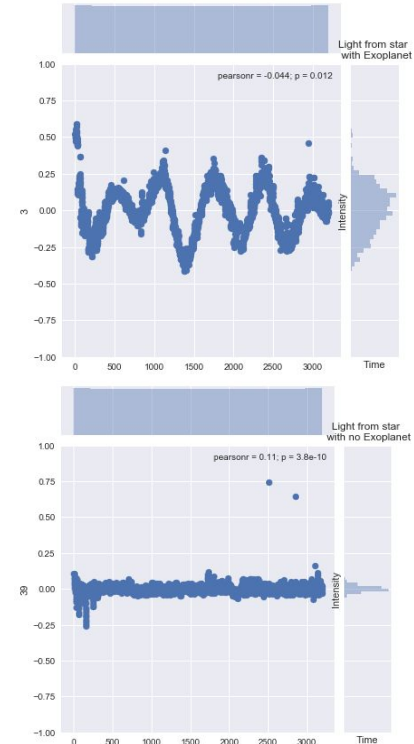 Light from star
with Exoplanet
pearsonr = -0.044; p = 0.012
1.00
0.75
0.50
0.25
0.00
−0.25
−0.50
−0.75
−1.00
3
Intensity
0 500 1000 1500 2000 2500 3000
Time
Light from star
with no Exoplanet
pearsonr = 0.11; p = 3.8e-10
1.00
0.75
0.50
0.25
0.00
−0.25
−0.50
−0.75
−1.00
39
Intensity
0 500 1000 1500 2000 2500 3000
Time